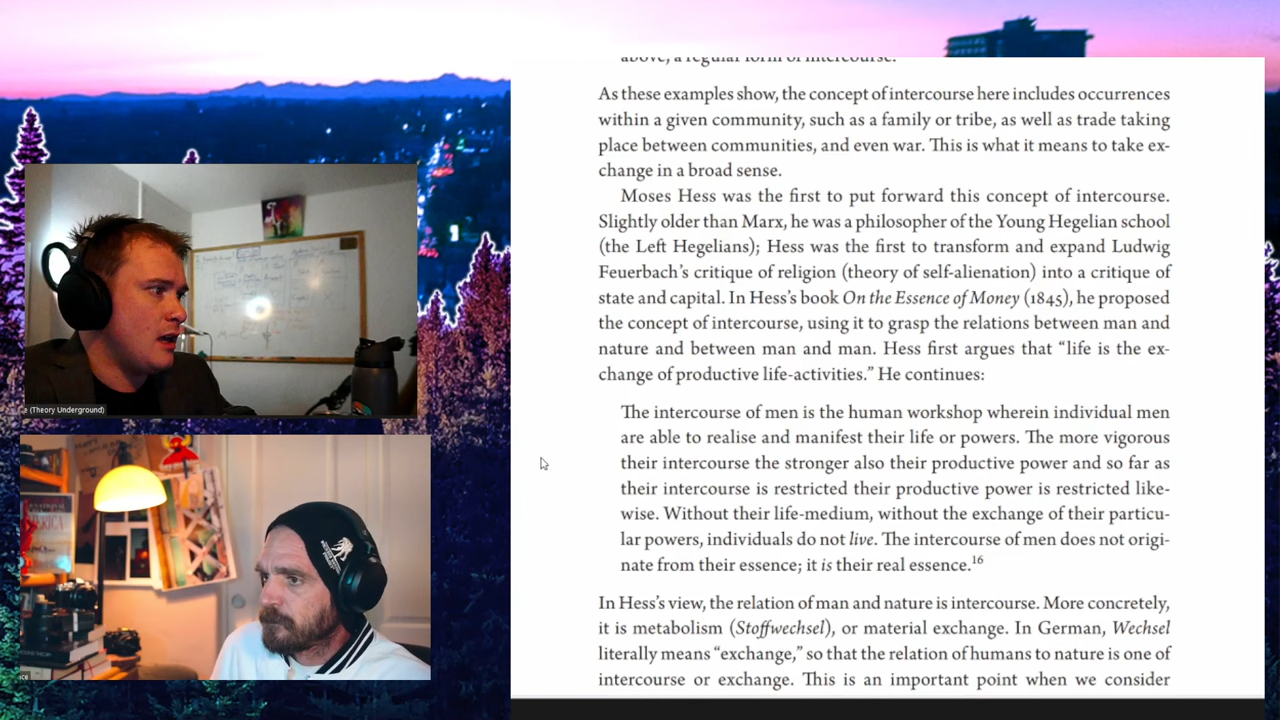 above, a regular form of intercourse.
As these examples show, the concept of intercourse here includes occurrences
within a given community, such as a family or tribe, as well as trade taking
place between communities, and even war. This is what it means to take ex-
change in a broad sense.
Moses Hess was the first to put forward this concept of intercourse.
Slightly older than Marx, he was a philosopher of the Young Hegelian school
(the Left Hegelians); Hess was the first to transform and expand Ludwig
Feuerbach's critique of religion (theory of self-alienation) into a critique of
state and capital. In Hess's book On the Essence of Money (1845), he proposed
the concept of intercourse, using it to grasp the relations between man and
nature and between man and man. Hess first argues that "life is the ex-
change of productive life-activities." He continues:
The intercourse of men is the human workshop wherein individual men
are able to realise and manifest their life or powers. The more vigorous
their intercourse the stronger also their productive power and so far as
their intercourse is restricted their productive power is restricted like-
wise. Without their life-medium, without the exchange of their particu-
lar powers, individuals do not live. The intercourse of men does not origi-
nate from their essence; it is their real essence.16
In Hess's view, the relation of man and nature is intercourse. More concretely,
it is metabolism (Stoffwechsel), or material exchange. In German, Wechsel
literally means "exchange," so that the relation of humans to nature is one of
intercourse or exchange. This is an important point when we consider
e (Theory Underground)